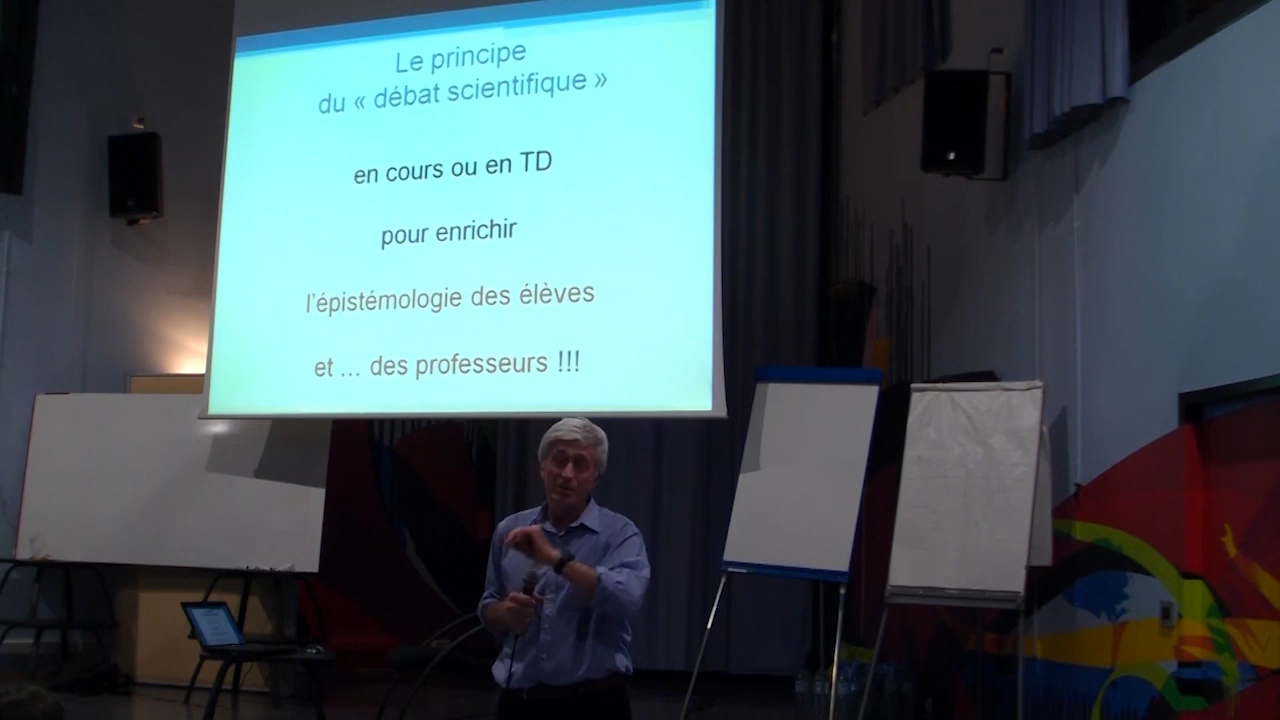 Le principe
du « débat scientifique »
en cours ou en TD
pour enrichir
l'épistémologie des élèves
et ... des professeurs !!!